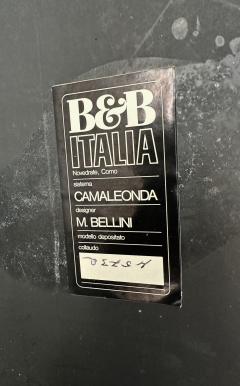 B&B
ITALIA
Novedrate, Como
sistema
CAMALEONDA
designer
M. BELLINI
modello depositato
collaudo